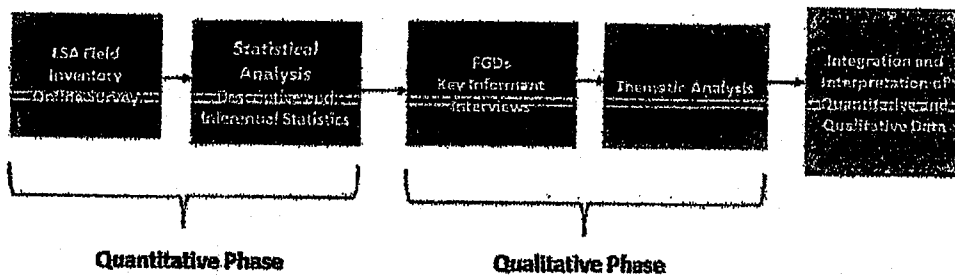 LSA Field
Inventory
Online Survey
Statistical
Analysis
Descriptive and
Inferential Statistics
FGDs
Key Informant
Interviews
Thematic Analysis
Integration and
Interpretation of
Quantitative and
Qualitative Data
Quantitative Phase
Qualitative Phase